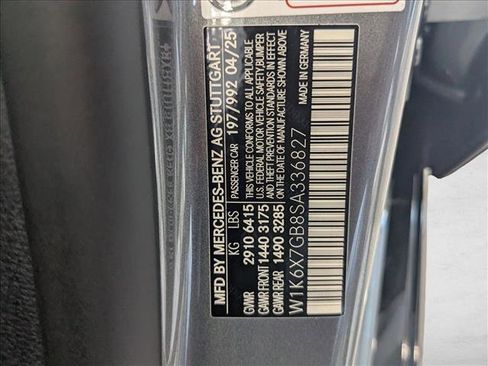 MFD BY MERCEDES-BENZ AG STUTTGART
PASSENGER CAR 197/992 04/25
KG LBS
GVWR 2910 6415
GAWR FRONT 1440 3175
GAWR REAR 1490 3285
THIS VEHICLE CONFORMS TO ALL APPLICABLE
U.S. FEDERAL MOTOR VEHICLE SAFETY, BUMPER
AND THEFT PREVENTION STANDARDS IN EFFECT
ON THE DATE OF MANUFACTURE SHOWN ABOVE
W1K6X7GB8SA336827
MADE IN GERMANY